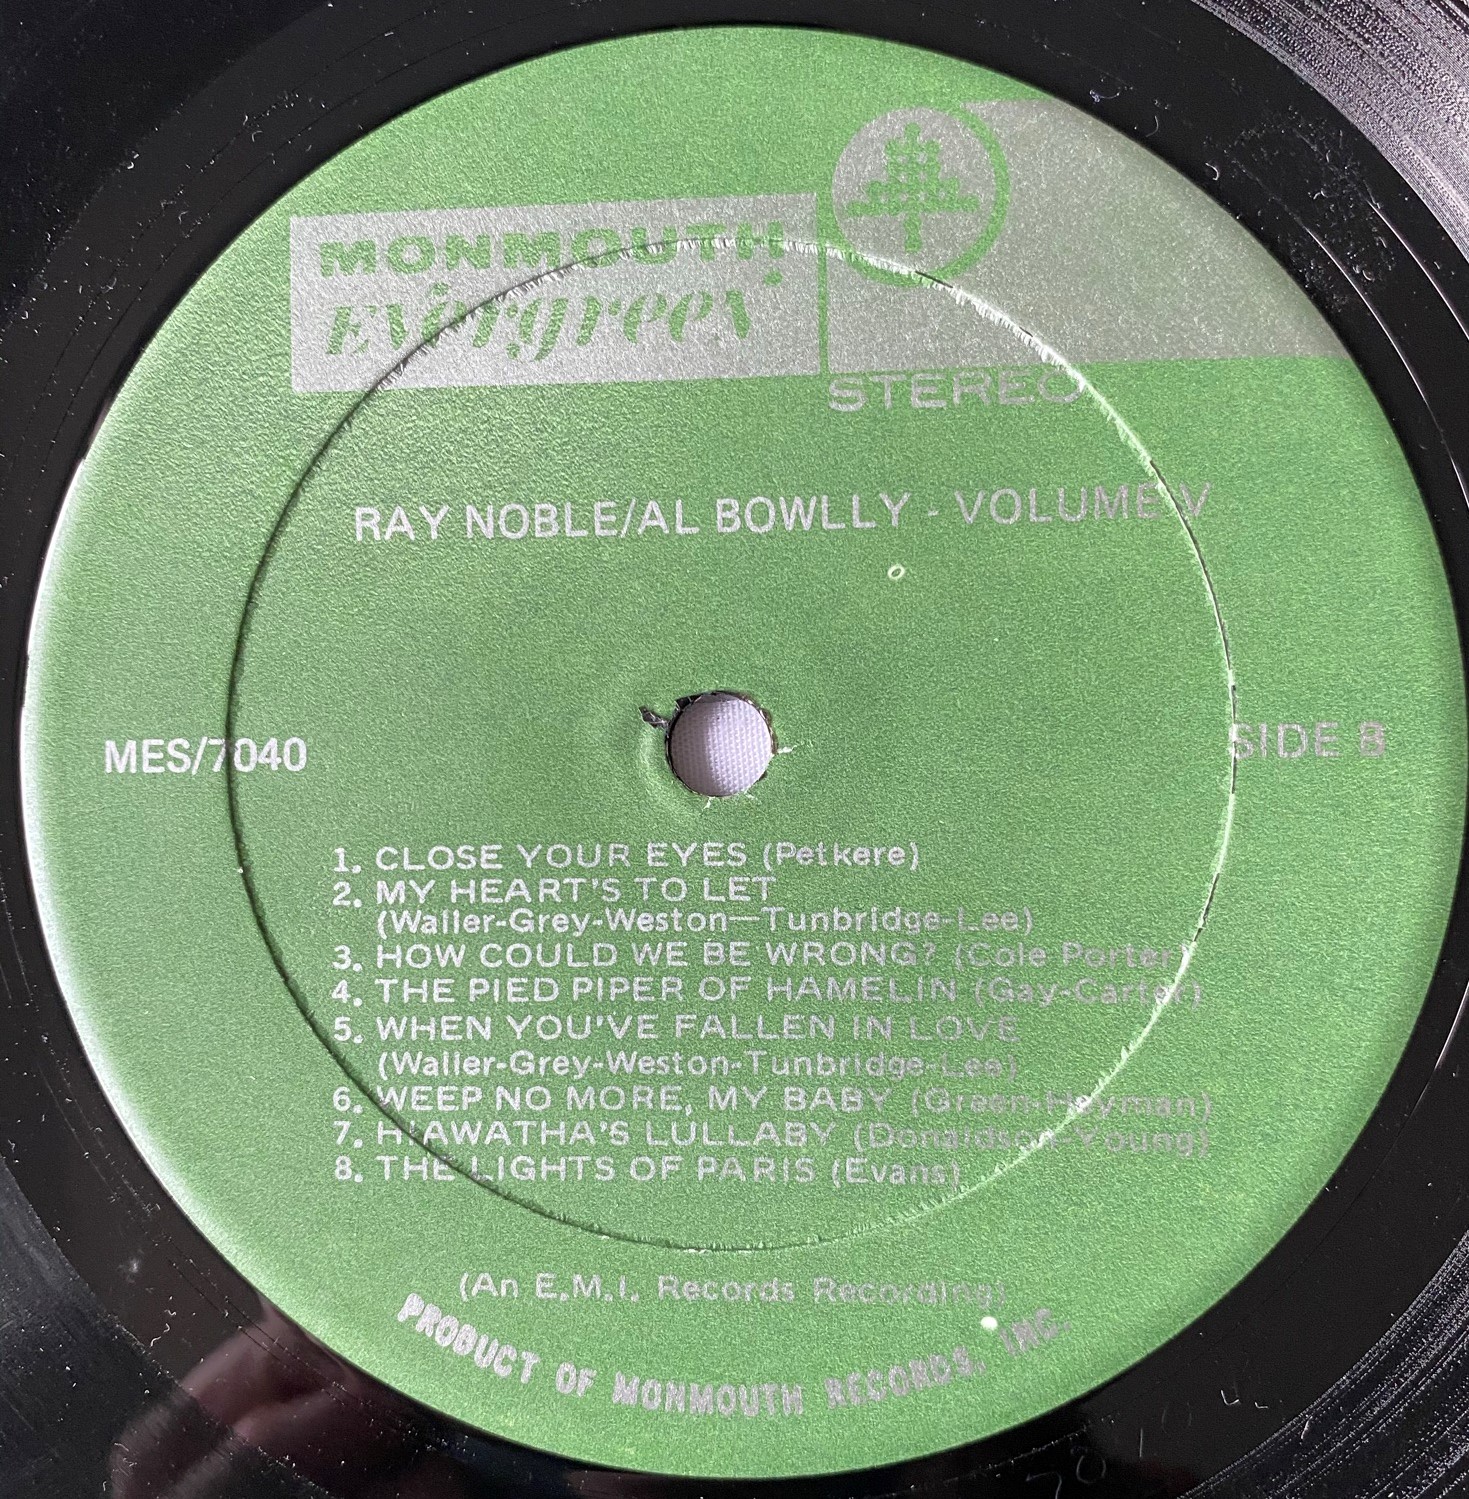 MONMOUTH
Evergreen
STEREO
RAY NOBLE/AL BOWLLY - VOLUME V
MES/7040
SIDE B
1. CLOSE YOUR EYES (Petkere)
2. MY HEART'S TO LET
(Waller-Grey-Weston—Tunbridge-Lee)
3. HOW COULD WE BE WRONG? (Cole Porter)
4. THE PIED PIPER OF HAMELIN (Gay-Carter)
5. WHEN YOU'VE FALLEN IN LOVE
(Waller-Grey-Weston-Tunbridge-Lee)
6. WEEP NO MORE, MY BABY (Green-Heyman)
7. HIAWATHA'S LULLABY (Dongidson-Young)
8. THE LIGHTS OF PARIS (Evans)
(An E.M.I. Records Recording)
PRODUCT OF MONMOUTH RECORDS, INC.